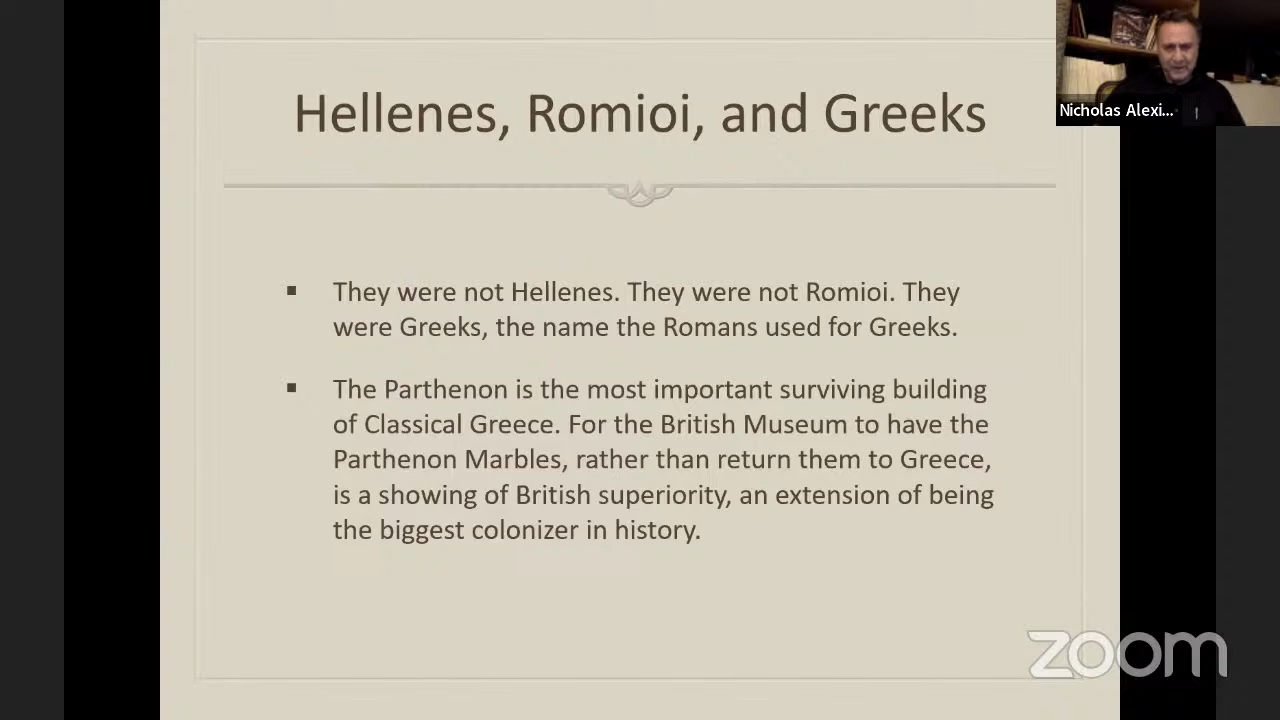 Hellenes, Romioi, and Greeks
Nicholas Alexi...
▪ They were not Hellenes. They were not Romioi. They
were Greeks, the name the Romans used for Greeks.
▪ The Parthenon is the most important surviving building
of Classical Greece. For the British Museum to have the
Parthenon Marbles, rather than return them to Greece,
is a showing of British superiority, an extension of being
the biggest colonizer in history.
zoom